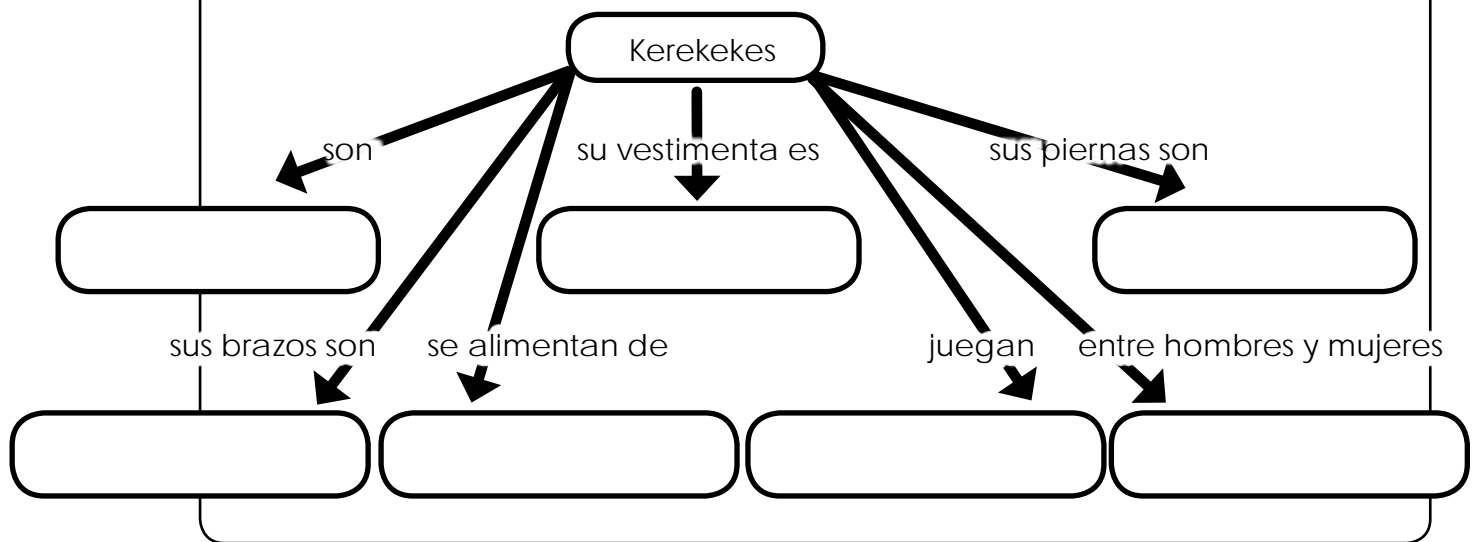 Kerekekes
son
su vestimenta es
sus piernas son
sus brazos son
se alimentan de
juegan
entre hombres y mujeres